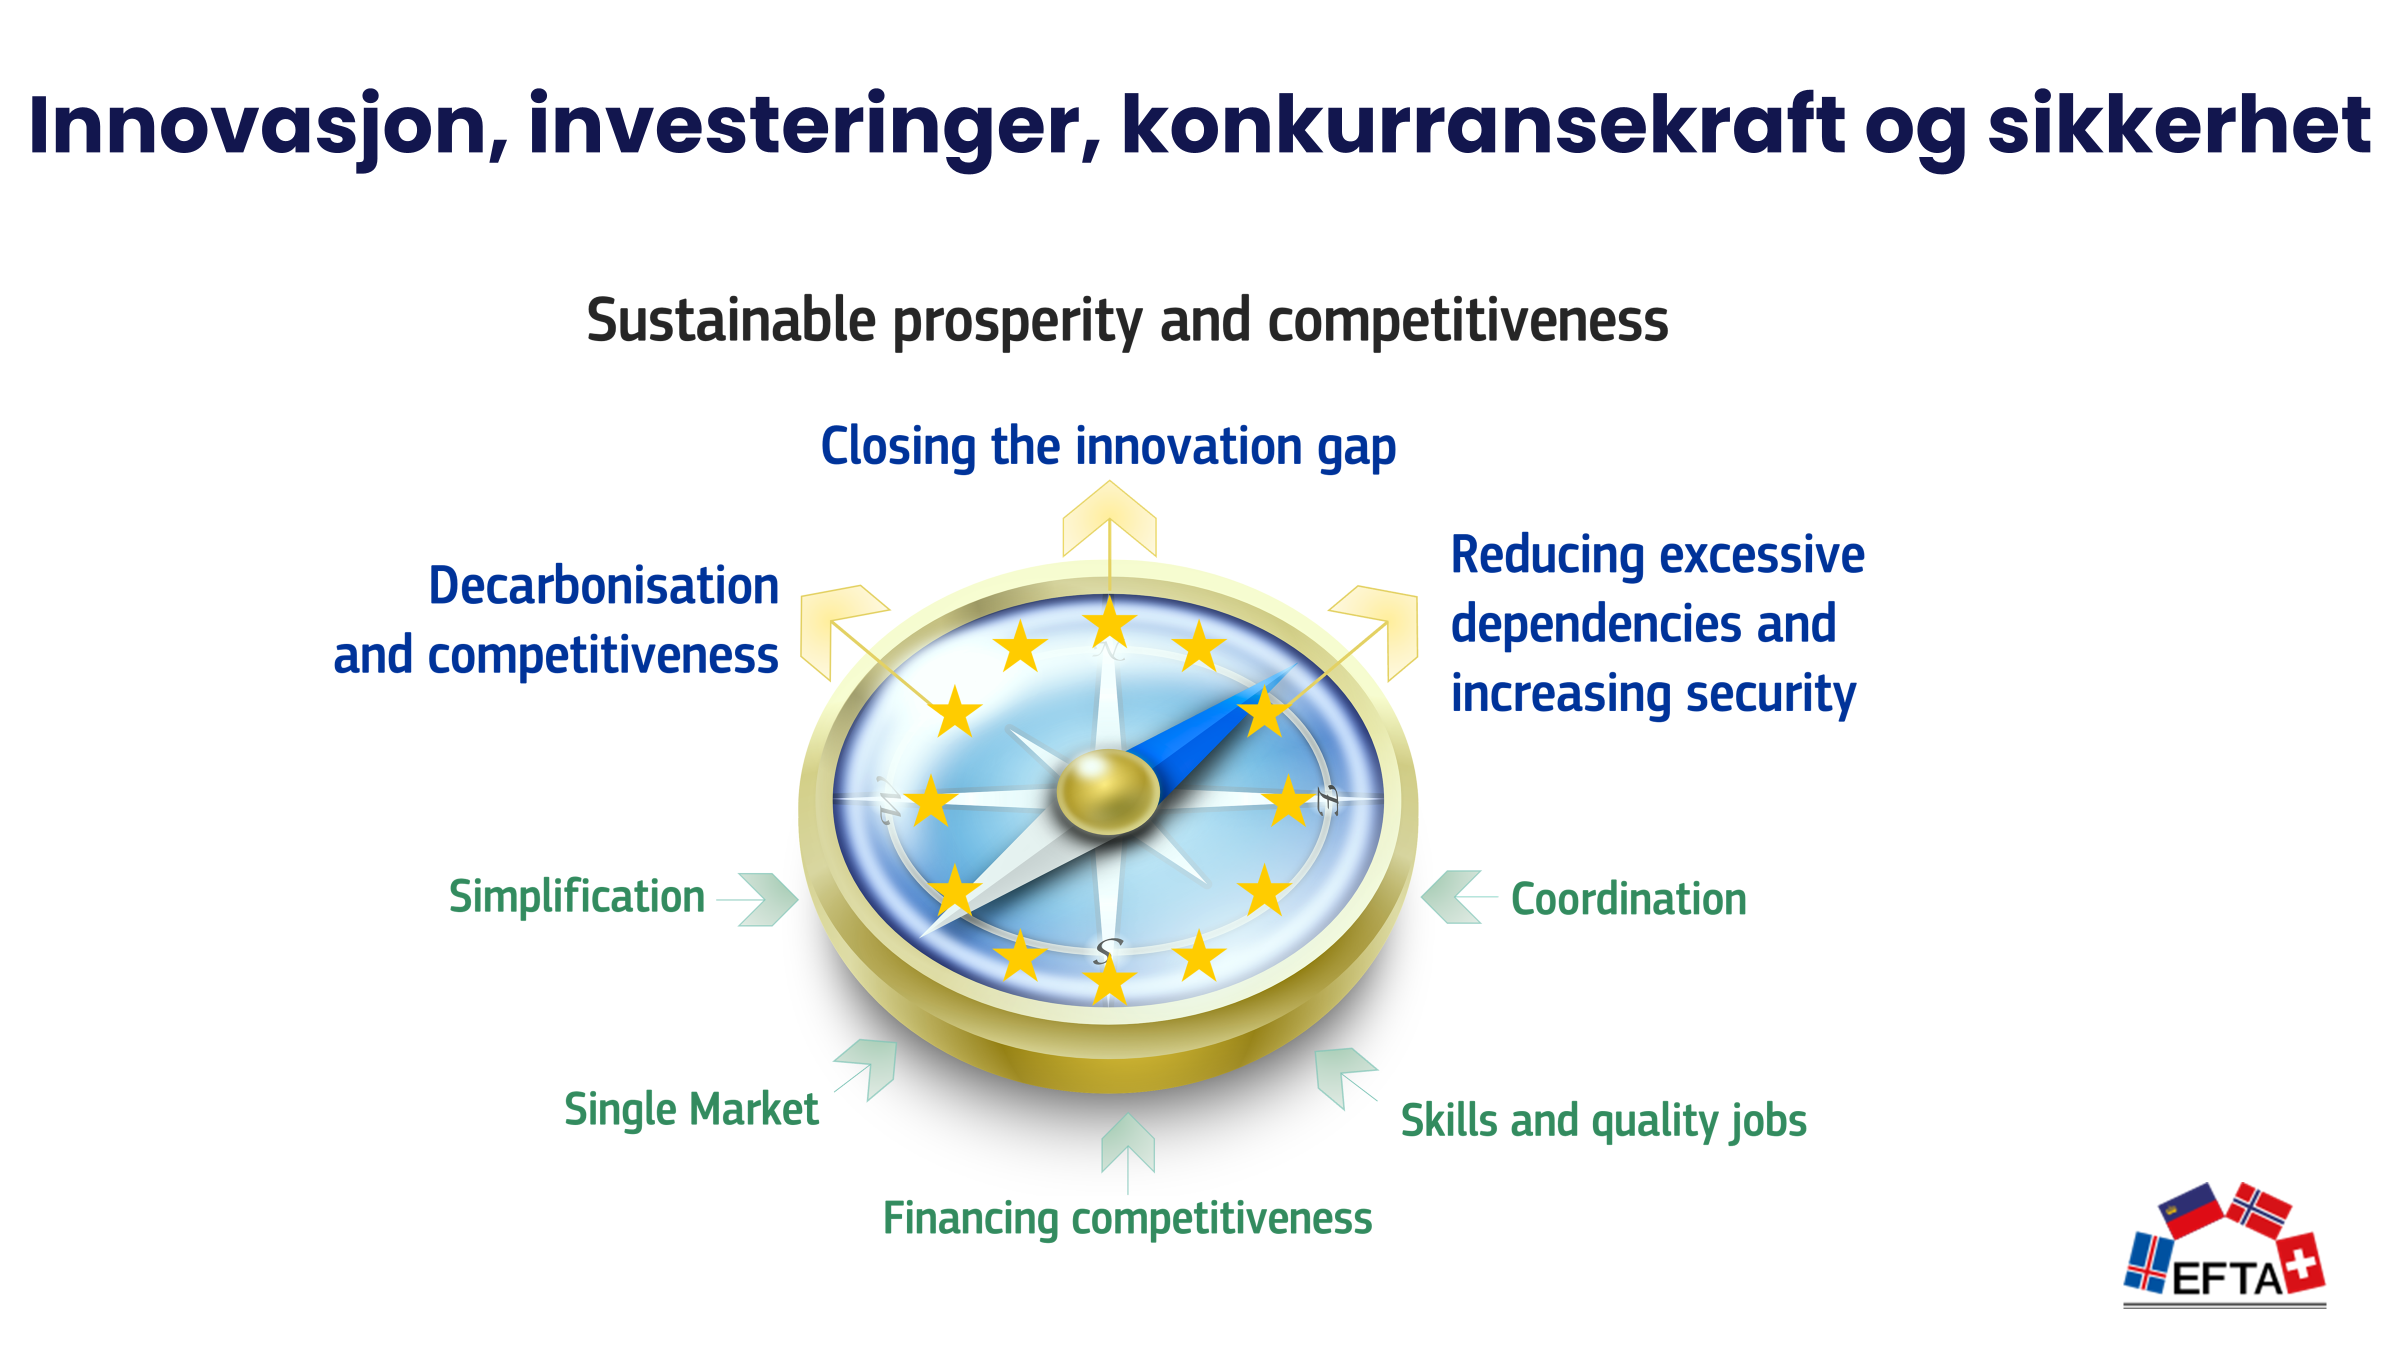 Innovasjon, investeringer, konkurransekraft og sikkerhet
Sustainable prosperity and competitiveness
Closing the innovation gap
Decarbonisation
and competitiveness
Reducing excessive
dependencies and
increasing security
N
W
E
S
Simplification
Coordination
Single Market
Skills and quality jobs
Financing competitiveness
EFTA